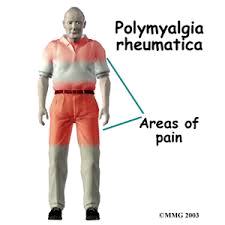 Polymyalgia
rheumatica
Areas of
pain
©MMG 2003